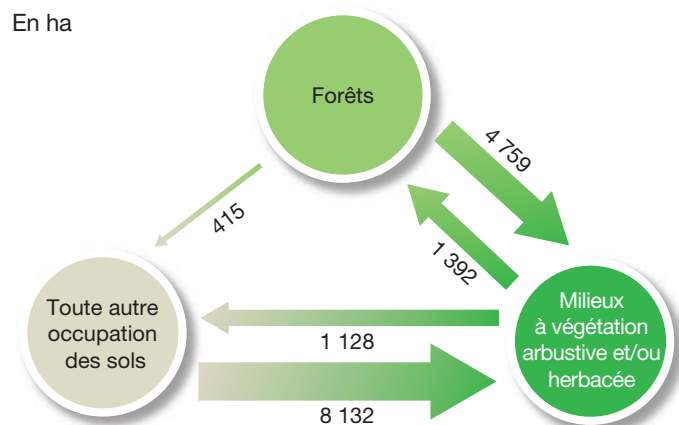 En ha
Forêts
4 759
415
1 392
Toute autre
occupation
des sols
1 128
Milieux
à végétation
arbustive et/ou
herbacée
8 132